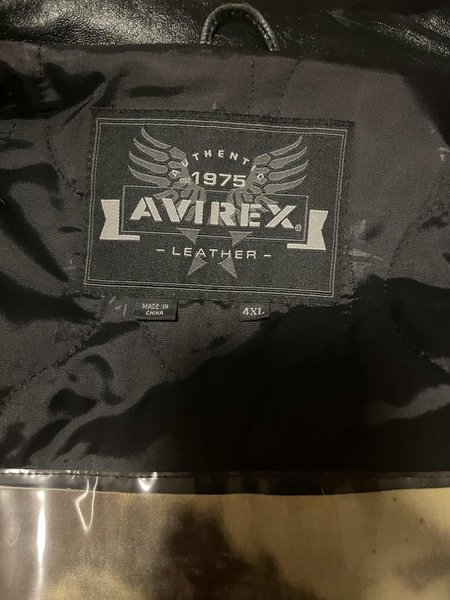 AUTHENTIC
1975
AVIREX®
- LEATHER -
MADE IN
CHINA
4XL